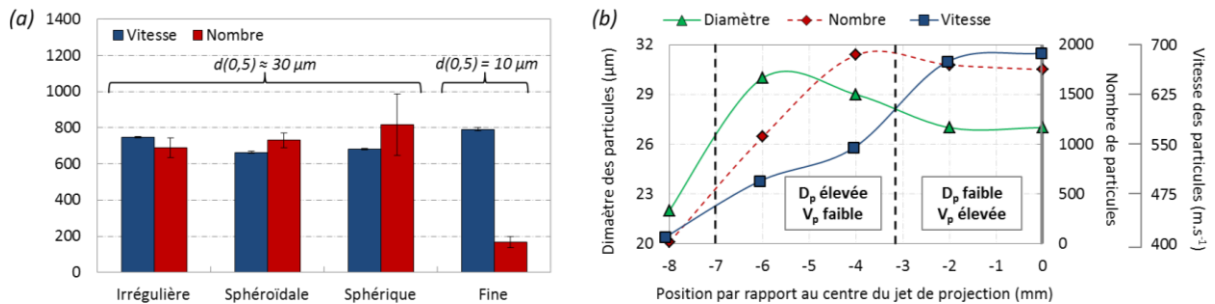 (a)
1400
1200
1000
800
600
400
200
0
Vitesse
Nombre
d(0,5) ≈ 30 µm
d(0,5) = 10 µm
Irrégulière
Sphéroïdale
Sphérique
Fine
(b)
Diamètre
Nombre
Vitesse
Dimaètre des particules (µm)
32
29
26
23
20
Dₚ élevée
Vₚ faible
Dₚ faible
Vₚ élevée
-8 -7 -6 -5 -4 -3 -2 -1 0
Position par rapport au centre du jet de projection (mm)
2000
1500
1000
500
0
Nombre de
particules
700
625
550
475
400
Vitesse des
particules (m.s⁻¹)